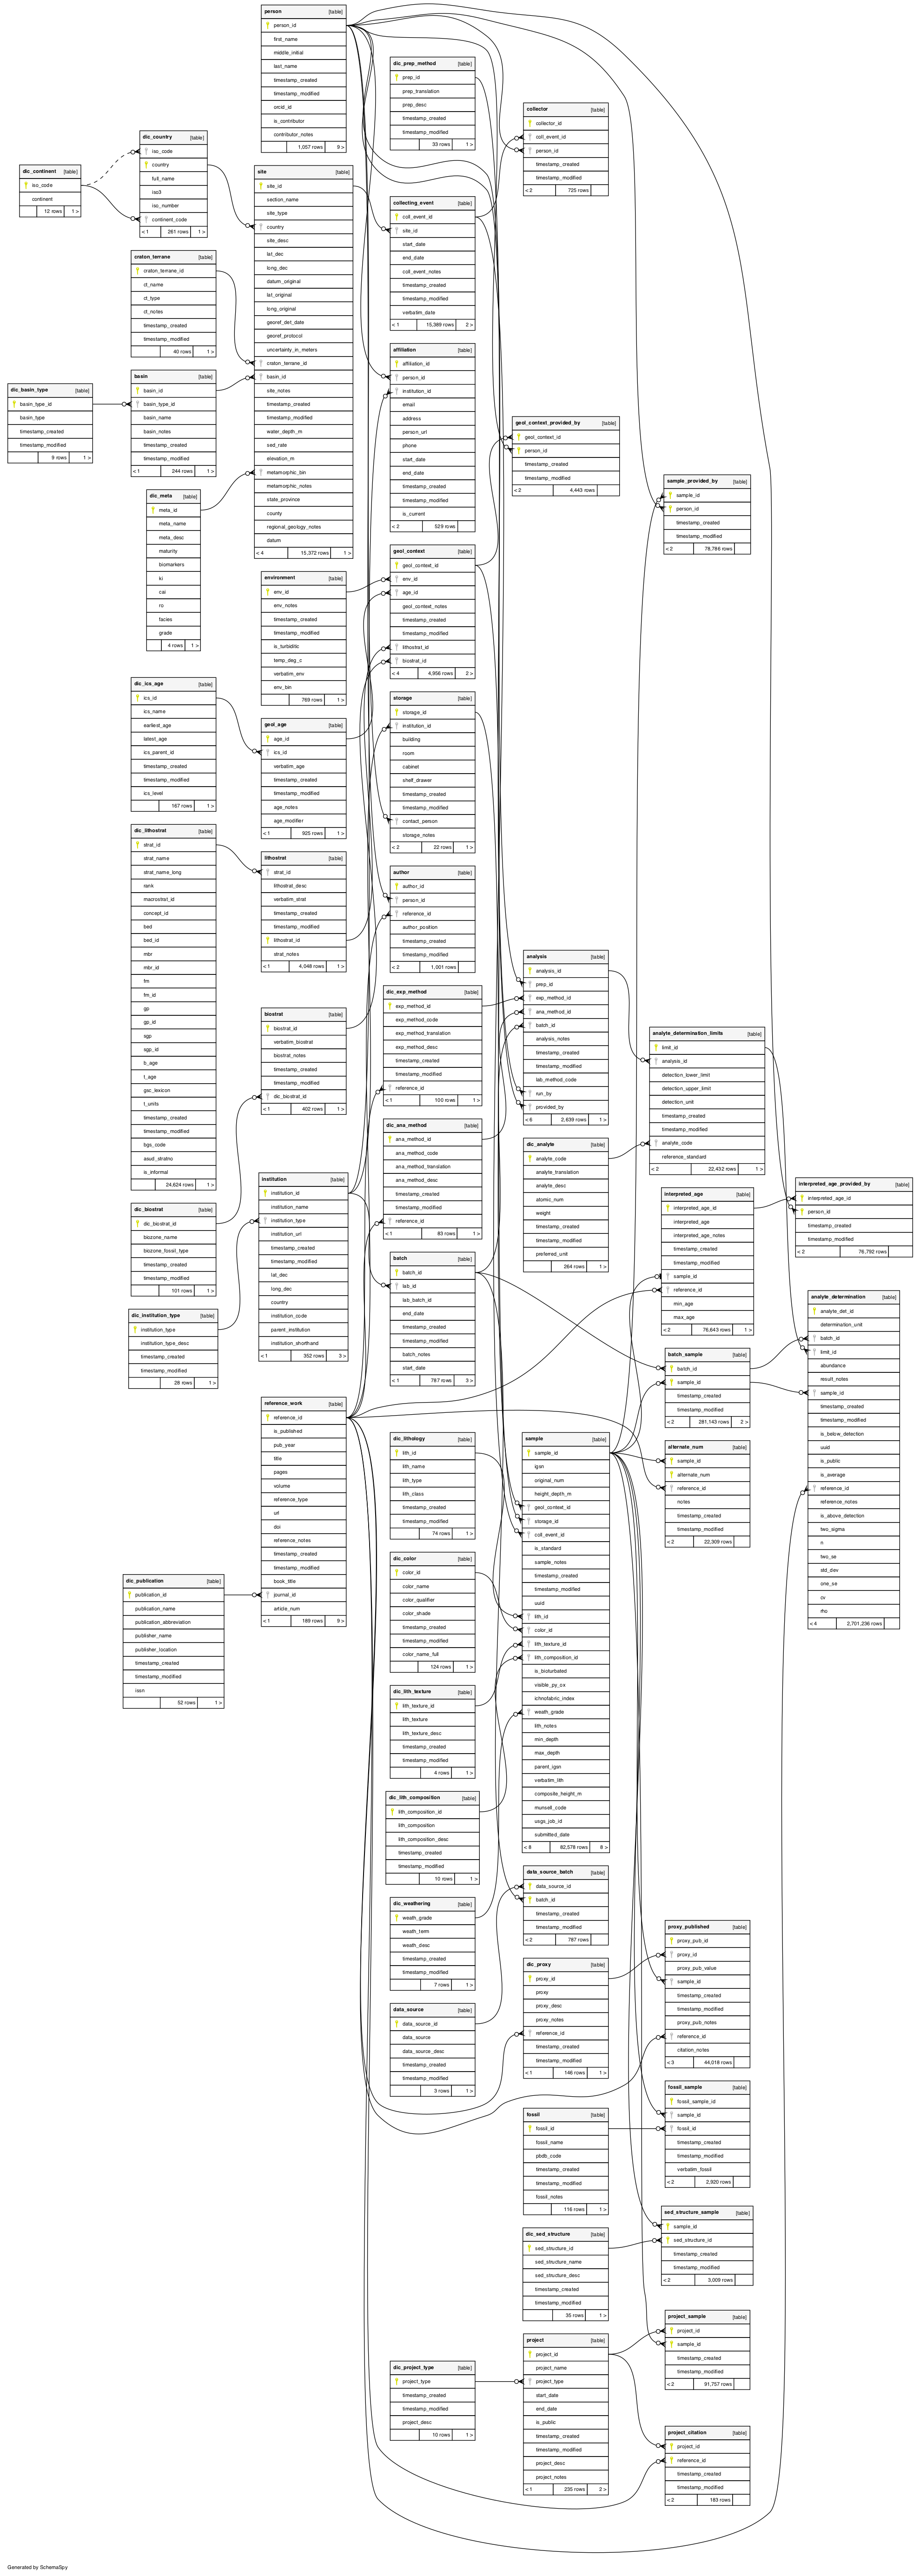 person [table]
person_id
first_name
middle_initial
last_name
timestamp_created
timestamp_modified
orcid_id
is_contributor
contributor_notes
1,057 rows 9 >
dic_prep_method [table]
prep_id
prep_translation
prep_desc
timestamp_created
timestamp_modified
33 rows 1 >
collector [table]
collector_id
coll_event_id
person_id
timestamp_created
timestamp_modified
< 2 725 rows
dic_country [table]
iso_code
country
full_name
iso3
iso_number
continent_code
< 1 261 rows 1 >
dic_continent [table]
iso_code
continent
12 rows 1 >
site [table]
site_id
section_name
site_type
country
site_desc
lat_dec
long_dec
datum_original
lat_original
long_original
georef_det_date
georef_protocol
uncertainty_in_meters
craton_terrane_id
basin_id
site_notes
timestamp_created
timestamp_modified
water_depth_m
sed_rate
elevation_m
metamorphic_bin
metamorphic_notes
state_province
county
regional_geology_notes
datum
< 4 15,372 rows 1 >
collecting_event [table]
coll_event_id
site_id
start_date
end_date
coll_event_notes
timestamp_created
timestamp_modified
verbatim_date
< 1 15,389 rows 2 >
craton_terrane [table]
craton_terrane_id
ct_name
ct_type
ct_notes
timestamp_created
timestamp_modified
40 rows 1 >
affiliation [table]
affiliation_id
person_id
institution_id
email
address
person_url
phone
start_date
end_date
timestamp_created
timestamp_modified
is_current
< 2 529 rows
basin [table]
basin_id
basin_type_id
basin_name
basin_notes
timestamp_created
timestamp_modified
< 1 244 rows 1 >
dic_basin_type [table]
basin_type_id
basin_type
timestamp_created
timestamp_modified
9 rows 1 >
geol_context_provided_by [table]
geol_context_id
person_id
timestamp_created
timestamp_modified
< 2 4,443 rows
sample_provided_by [table]
sample_id
person_id
timestamp_created
timestamp_modified
< 2 78,786 rows
dic_meta [table]
meta_id
meta_name
meta_desc
maturity
biomarkers
ki
cai
ro
facies
grade
4 rows 1 >
geol_context [table]
geol_context_id
env_id
age_id
geol_context_notes
timestamp_created
timestamp_modified
lithostrat_id
biostrat_id
< 4 4,956 rows 2 >
environment [table]
env_id
env_notes
timestamp_created
timestamp_modified
is_turbiditic
temp_deg_c
verbatim_env
env_bin
769 rows 1 >
dic_ics_age [table]
ics_id
ics_name
earliest_age
latest_age
ics_parent_id
timestamp_created
timestamp_modified
ics_level
167 rows 1 >
storage [table]
storage_id
institution_id
building
room
cabinet
shelf_drawer
timestamp_created
timestamp_modified
contact_person
storage_notes
< 2 22 rows 1 >
geol_age [table]
age_id
ics_id
verbatim_age
timestamp_created
timestamp_modified
age_notes
age_modifier
< 1 925 rows 1 >
dic_lithostrat [table]
strat_id
strat_name
strat_name_long
rank
macrostrat_id
concept_id
bed
bed_id
mbr
mbr_id
fm
fm_id
gp
gp_id
sgp
sgp_id
b_age
t_age
gsc_lexicon
t_units
timestamp_created
timestamp_modified
bgs_code
asud_stratno
is_informal
24,624 rows 1 >
lithostrat [table]
strat_id
lithostrat_desc
verbatim_strat
timestamp_created
timestamp_modified
lithostrat_id
strat_notes
< 1 4,048 rows 1 >
author [table]
author_id
person_id
reference_id
author_position
timestamp_created
timestamp_modified
< 2 1,001 rows
analysis [table]
analysis_id
prep_id
exp_method_id
ana_method_id
batch_id
analysis_notes
timestamp_created
timestamp_modified
lab_method_code
run_by
provided_by
< 6 2,639 rows 1 >
dic_exp_method [table]
exp_method_id
exp_method_code
exp_method_translation
exp_method_desc
timestamp_created
timestamp_modified
reference_id
< 1 100 rows 1 >
biostrat [table]
biostrat_id
verbatim_biostrat
biostrat_notes
timestamp_created
timestamp_modified
dic_biostrat_id
< 1 402 rows 1 >
analyte_determination_limits [table]
limit_id
analysis_id
detection_lower_limit
detection_upper_limit
detection_unit
timestamp_created
timestamp_modified
analyte_code
reference_standard
< 2 22,432 rows 1 >
dic_ana_method [table]
ana_method_id
ana_method_code
ana_method_translation
ana_method_desc
timestamp_created
timestamp_modified
reference_id
< 1 83 rows 1 >
dic_analyte [table]
analyte_code
analyte_translation
analyte_desc
atomic_num
weight
timestamp_created
timestamp_modified
preferred_unit
264 rows 1 >
institution [table]
institution_id
institution_name
institution_type
institution_url
timestamp_created
timestamp_modified
lat_dec
long_dec
country
institution_code
parent_institution
institution_shorthand
< 1 352 rows 3 >
dic_biostrat [table]
dic_biostrat_id
biozone_name
biozone_fossil_type
timestamp_created
timestamp_modified
101 rows 1 >
interpreted_age [table]
interpreted_age_id
interpreted_age
interpreted_age_notes
timestamp_created
timestamp_modified
sample_id
reference_id
min_age
max_age
< 2 76,643 rows 1 >
interpreted_age_provided_by [table]
interpreted_age_id
person_id
timestamp_created
timestamp_modified
< 2 76,792 rows
batch [table]
batch_id
lab_id
lab_batch_id
end_date
timestamp_created
timestamp_modified
batch_notes
start_date
< 1 787 rows 3 >
dic_institution_type [table]
institution_type
institution_type_desc
timestamp_created
timestamp_modified
28 rows 1 >
analyte_determination [table]
analyte_det_id
determination_unit
batch_id
limit_id
abundance
result_notes
sample_id
timestamp_created
timestamp_modified
is_below_detection
uuid
is_public
is_average
reference_id
reference_notes
is_above_detection
two_sigma
n
two_se
std_dev
one_se
cv
rho
< 4 2,701,236 rows
batch_sample [table]
batch_id
sample_id
timestamp_created
timestamp_modified
< 2 281,143 rows 2 >
reference_work [table]
reference_id
is_published
pub_year
title
pages
volume
reference_type
url
doi
reference_notes
timestamp_created
timestamp_modified
book_title
journal_id
article_num
< 1 189 rows 9 >
dic_lithology [table]
lith_id
lith_name
lith_type
lith_class
timestamp_created
timestamp_modified
74 rows 1 >
sample [table]
sample_id
igsn
original_num
height_depth_m
geol_context_id
storage_id
coll_event_id
is_standard
sample_notes
timestamp_created
timestamp_modified
uuid
lith_id
color_id
lith_texture_id
lith_composition_id
is_bioturbated
visible_py_ox
ichnofabric_index
weath_grade
lith_notes
min_depth
max_depth
parent_igsn
verbatim_lith
composite_height_m
munsell_code
usgs_job_id
submitted_date
< 8 82,578 rows 8 >
alternate_num [table]
sample_id
alternate_num
reference_id
notes
timestamp_created
timestamp_modified
< 2 22,309 rows
dic_color [table]
color_id
color_name
color_qualifier
color_shade
timestamp_created
timestamp_modified
color_name_full
124 rows 1 >
dic_publication [table]
publication_id
publication_name
publication_abbreviation
publisher_name
publisher_location
timestamp_created
timestamp_modified
issn
52 rows 1 >
dic_lith_texture [table]
lith_texture_id
lith_texture
lith_texture_desc
timestamp_created
timestamp_modified
4 rows 1 >
dic_lith_composition [table]
lith_composition_id
lith_composition
lith_composition_desc
timestamp_created
timestamp_modified
10 rows 1 >
data_source_batch [table]
data_source_id
batch_id
timestamp_created
timestamp_modified
< 2 787 rows
dic_weathering [table]
weath_grade
weath_term
weath_desc
timestamp_created
timestamp_modified
7 rows 1 >
proxy_published [table]
proxy_pub_id
proxy_id
proxy_pub_value
sample_id
timestamp_created
timestamp_modified
proxy_pub_notes
reference_id
citation_notes
< 3 44,018 rows
dic_proxy [table]
proxy_id
proxy
proxy_desc
proxy_notes
reference_id
timestamp_created
timestamp_modified
< 1 146 rows 1 >
data_source [table]
data_source_id
data_source
data_source_desc
timestamp_created
timestamp_modified
3 rows 1 >
fossil_sample [table]
fossil_sample_id
sample_id
fossil_id
timestamp_created
timestamp_modified
verbatim_fossil
< 2 2,920 rows
fossil [table]
fossil_id
fossil_name
pbdb_code
timestamp_created
timestamp_modified
fossil_notes
116 rows 1 >
sed_structure_sample [table]
sample_id
sed_structure_id
timestamp_created
timestamp_modified
< 2 3,009 rows
dic_sed_structure [table]
sed_structure_id
sed_structure_name
sed_structure_desc
timestamp_created
timestamp_modified
35 rows 1 >
project_sample [table]
project_id
sample_id
timestamp_created
timestamp_modified
< 2 91,757 rows
project [table]
project_id
project_name
project_type
start_date
end_date
is_public
timestamp_created
timestamp_modified
project_desc
project_notes
< 1 235 rows 2 >
dic_project_type [table]
project_type
timestamp_created
timestamp_modified
project_desc
10 rows 1 >
project_citation [table]
project_id
reference_id
timestamp_created
timestamp_modified
< 2 183 rows
Generated by SchemaSpy